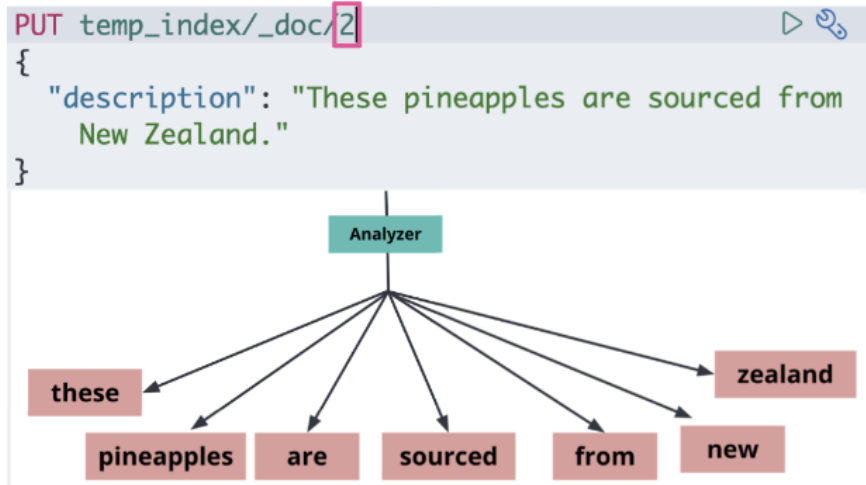 PUT temp_index/_doc/2
{
"description": "These pineapples are sourced from
New Zealand."
}
Analyzer
these
pineapples
are
sourced
from
new
zealand